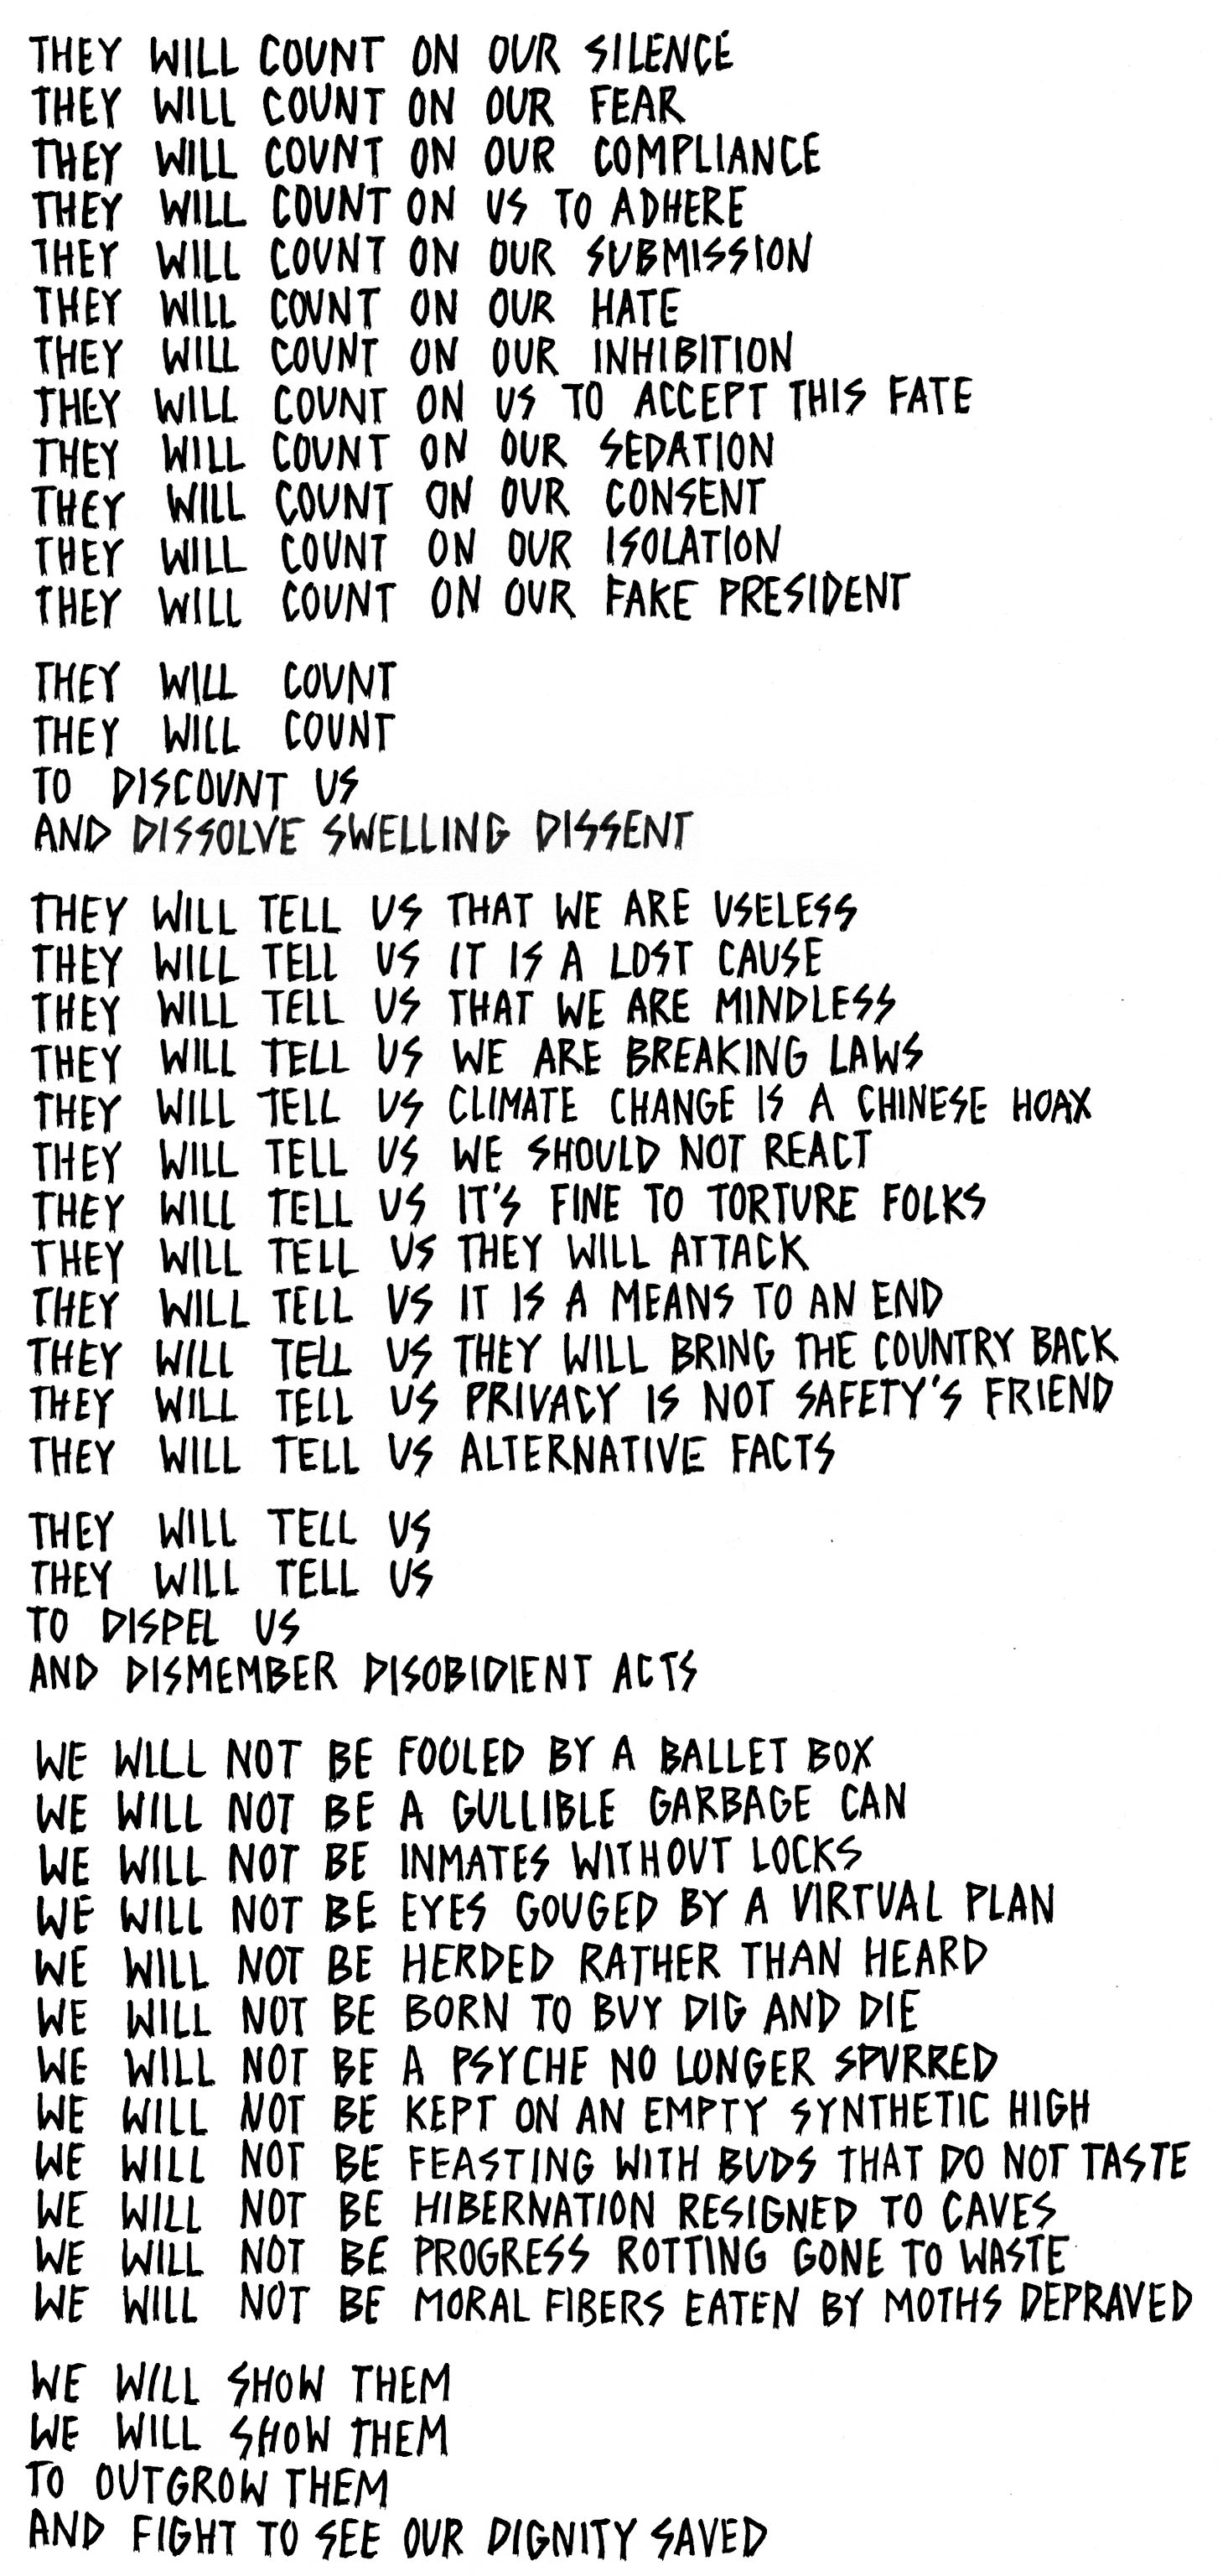 THEY WILL COUNT ON OUR SILENCE
THEY WILL COUNT ON OUR FEAR
THEY WILL COUNT ON OUR COMPLIANCE
THEY WILL COUNT ON US TO ADHERE
THEY WILL COUNT ON OUR SUBMISSION
THEY WILL COUNT ON OUR HATE
THEY WILL COUNT ON OUR INHIBITION
THEY WILL COUNT ON US TO ACCEPT THIS FATE
THEY WILL COUNT ON OUR SEDATION
THEY WILL COUNT ON OUR CONSENT
THEY WILL COUNT ON OUR ISOLATION
THEY WILL COUNT ON OUR FAKE PRESIDENT
THEY WILL COUNT
THEY WILL COUNT
TO DISCOUNT US
AND DISSOLVE SWELLING DISSENT
THEY WILL TELL US THAT WE ARE USELESS
THEY WILL TELL US IT IS A LOST CAUSE
THEY WILL TELL US THAT WE ARE MINDLESS
THEY WILL TELL US WE ARE BREAKING LAWS
THEY WILL TELL US CLIMATE CHANGE IS A CHINESE HOAX
THEY WILL TELL US WE SHOULD NOT REACT
THEY WILL TELL US IT'S FINE TO TORTURE FOLKS
THEY WILL TELL US THEY WILL ATTACK
THEY WILL TELL US IT IS A MEANS TO AN END
THEY WILL TELL US THEY WILL BRING THE COUNTRY BACK
THEY WILL TELL US PRIVACY IS NOT SAFETY'S FRIEND
THEY WILL TELL US ALTERNATIVE FACTS
THEY WILL TELL US
THEY WILL TELL US
TO DISPEL US
AND DISMEMBER DISOBIDIENT ACTS
WE WILL NOT BE FOOLED BY A BALLET BOX
WE WILL NOT BE A GULLIBLE GARBAGE CAN
WE WILL NOT BE INMATES WITHOUT LOCKS
WE WILL NOT BE EYES GOUGED BY A VIRTUAL PLAN
WE WILL NOT BE HERDED RATHER THAN HEARD
WE WILL NOT BE BORN TO BUY DIG AND DIE
WE WILL NOT BE A PSYCHE NO LONGER SPURRED
WE WILL NOT BE KEPT ON AN EMPTY SYNTHETIC HIGH
WE WILL NOT BE FEASTING WITH BUDS THAT DO NOT TASTE
WE WILL NOT BE HIBERNATION RESIGNED TO CAVES
WE WILL NOT BE PROGRESS ROTTING GONE TO WASTE
WE WILL NOT BE MORAL FIBERS EATEN BY MOTHS DEPRAVED
WE WILL SHOW THEM
WE WILL SHOW THEM
TO OUTGROW THEM
AND FIGHT TO SEE OUR DIGNITY SAVED